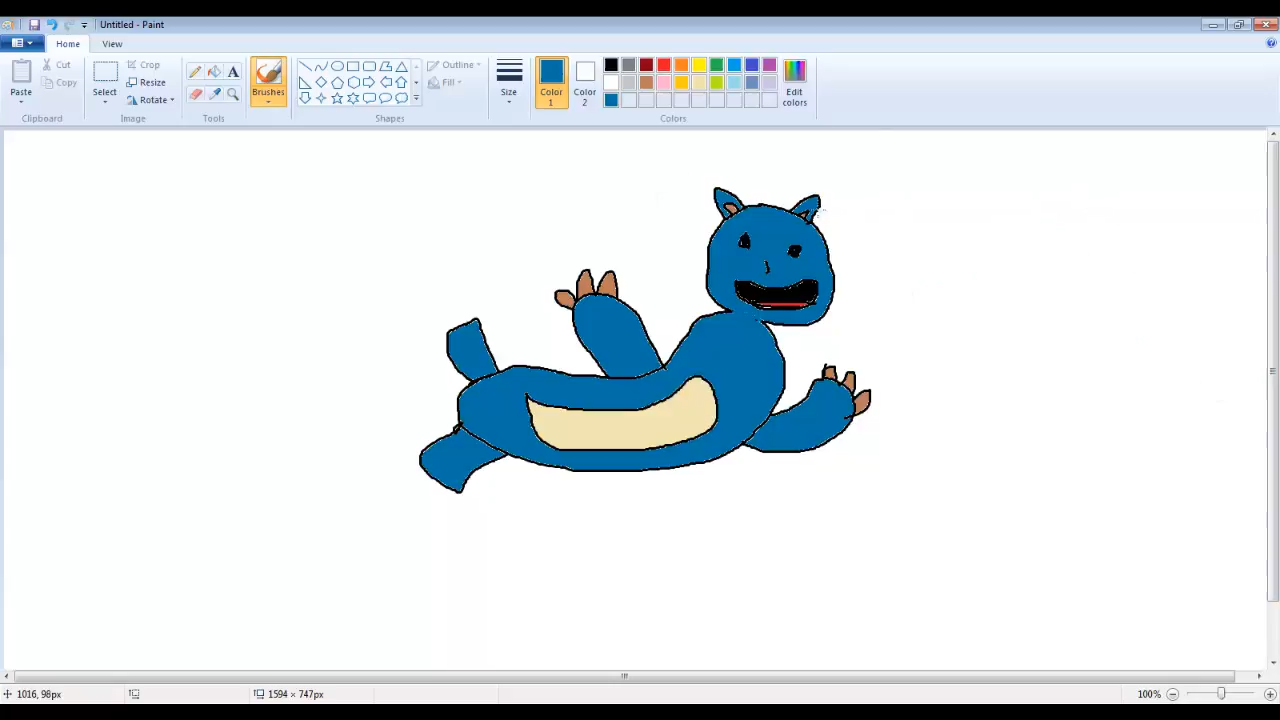 Untitled - Paint
Home View
Paste
Cut
Copy
Select
Crop
Resize
Rotate
A
Brushes
Outline
Fill
Size
Color 1
Color 2
Edit colors
Clipboard Image Tools Shapes Colors
1016, 98px 1594 × 747px 100%